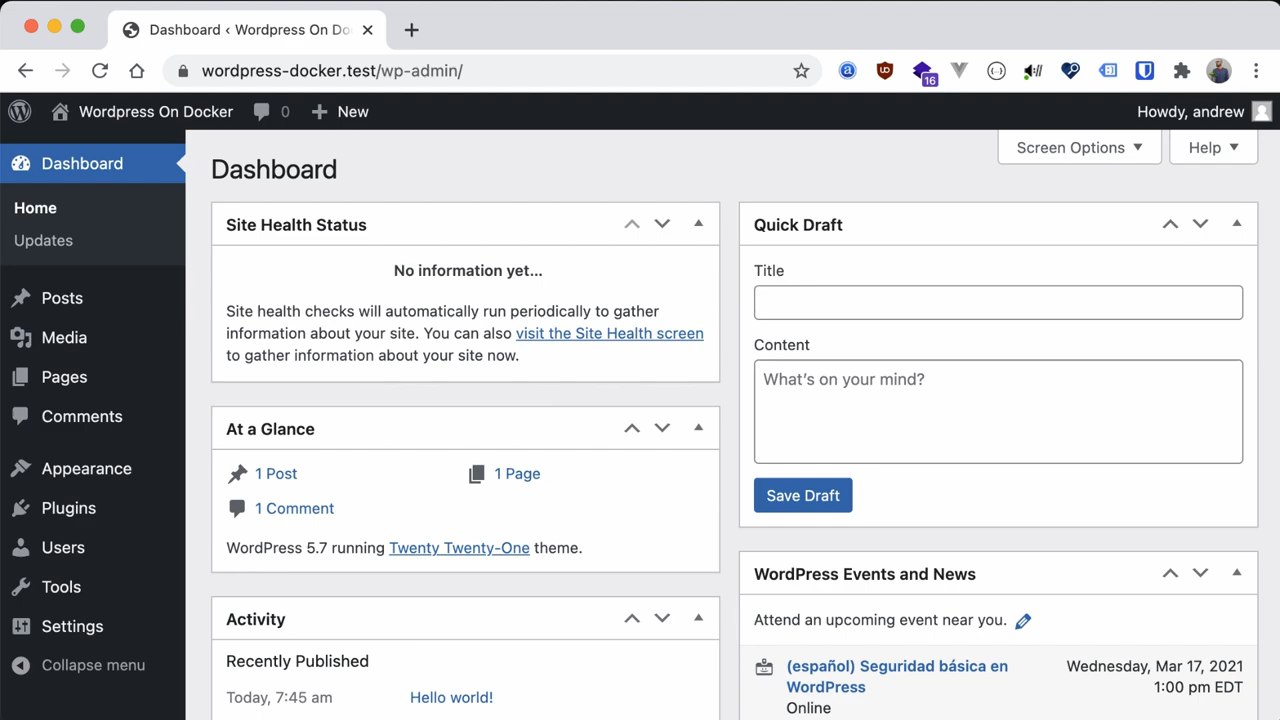 Dashboard ‹ Wordpress On Do
wordpress-docker.test/wp-admin/
16
Wordpress On Docker
0
New
Howdy, andrew
Dashboard
Home
Updates
Posts
Media
Pages
Comments
Appearance
Plugins
Users
Tools
Settings
Collapse menu
Screen Options
Help
Dashboard
Site Health Status
No information yet...
Site health checks will automatically run periodically to gather
information about your site. You can also visit the Site Health screen
to gather information about your site now.
At a Glance
1 Post
1 Page
1 Comment
WordPress 5.7 running Twenty Twenty-One theme.
Activity
Recently Published
Today, 7:45 am
Hello world!
Quick Draft
Title
Content
What's on your mind?
Save Draft
WordPress Events and News
Attend an upcoming event near you.
(español) Seguridad básica en
WordPress
Online
Wednesday, Mar 17, 2021
1:00 pm EDT